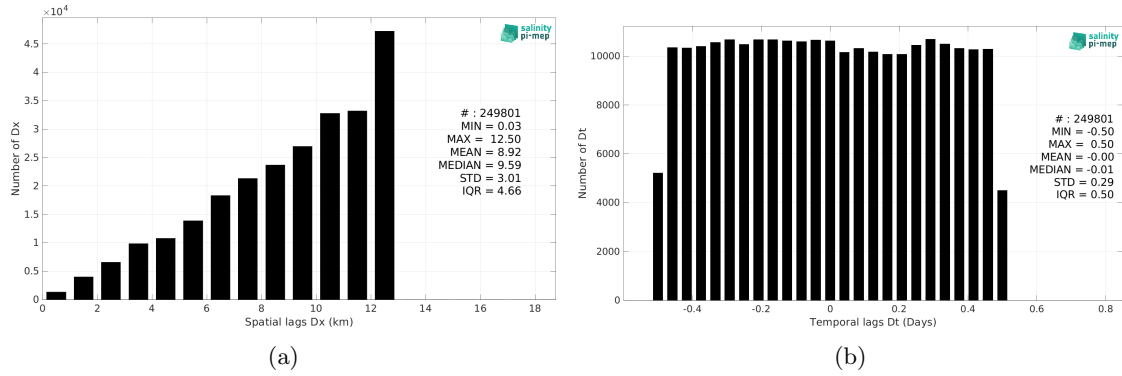 ×10⁴
4.5
4
3.5
3
2.5
2
1.5
1
0.5
0
Number of Dx
0 2 4 6 8 10 12 14 16 18
Spatial lags Dx (km)
salinity
pi-mep
# : 249801
MIN = 0.03
MAX = 12.50
MEAN = 8.92
MEDIAN = 9.59
STD = 3.01
IQR = 4.66
(a)
10000
8000
6000
4000
2000
0
Number of Dt
-0.4 -0.2 0 0.2 0.4 0.6 0.8
Temporal lags Dt (Days)
salinity
pi-mep
# : 249801
MIN = -0.50
MAX = 0.50
MEAN = -0.00
MEDIAN = -0.01
STD = 0.29
IQR = 0.50
(b)